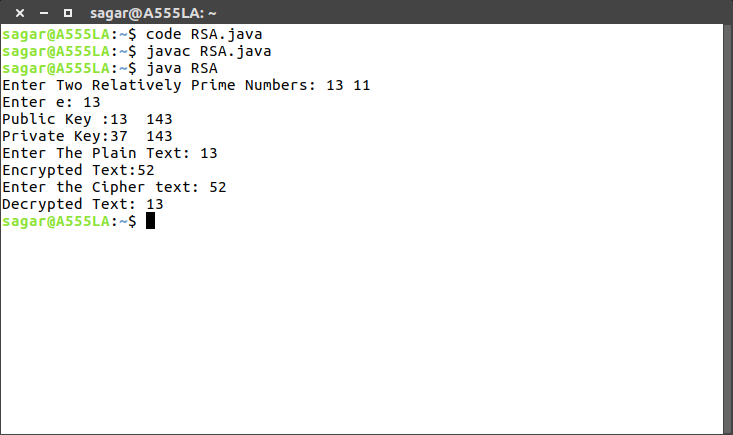 sagar@A555LA: ~
sagar@A555LA:~$ code RSA.java
sagar@A555LA:~$ javac RSA.java
sagar@A555LA:~$ java RSA
Enter Two Relatively Prime Numbers: 13 11
Enter e: 13
Public Key :13  143
Private Key:37  143
Enter The Plain Text: 13
Encrypted Text:52
Enter the Cipher text: 52
Decrypted Text: 13
sagar@A555LA:~$